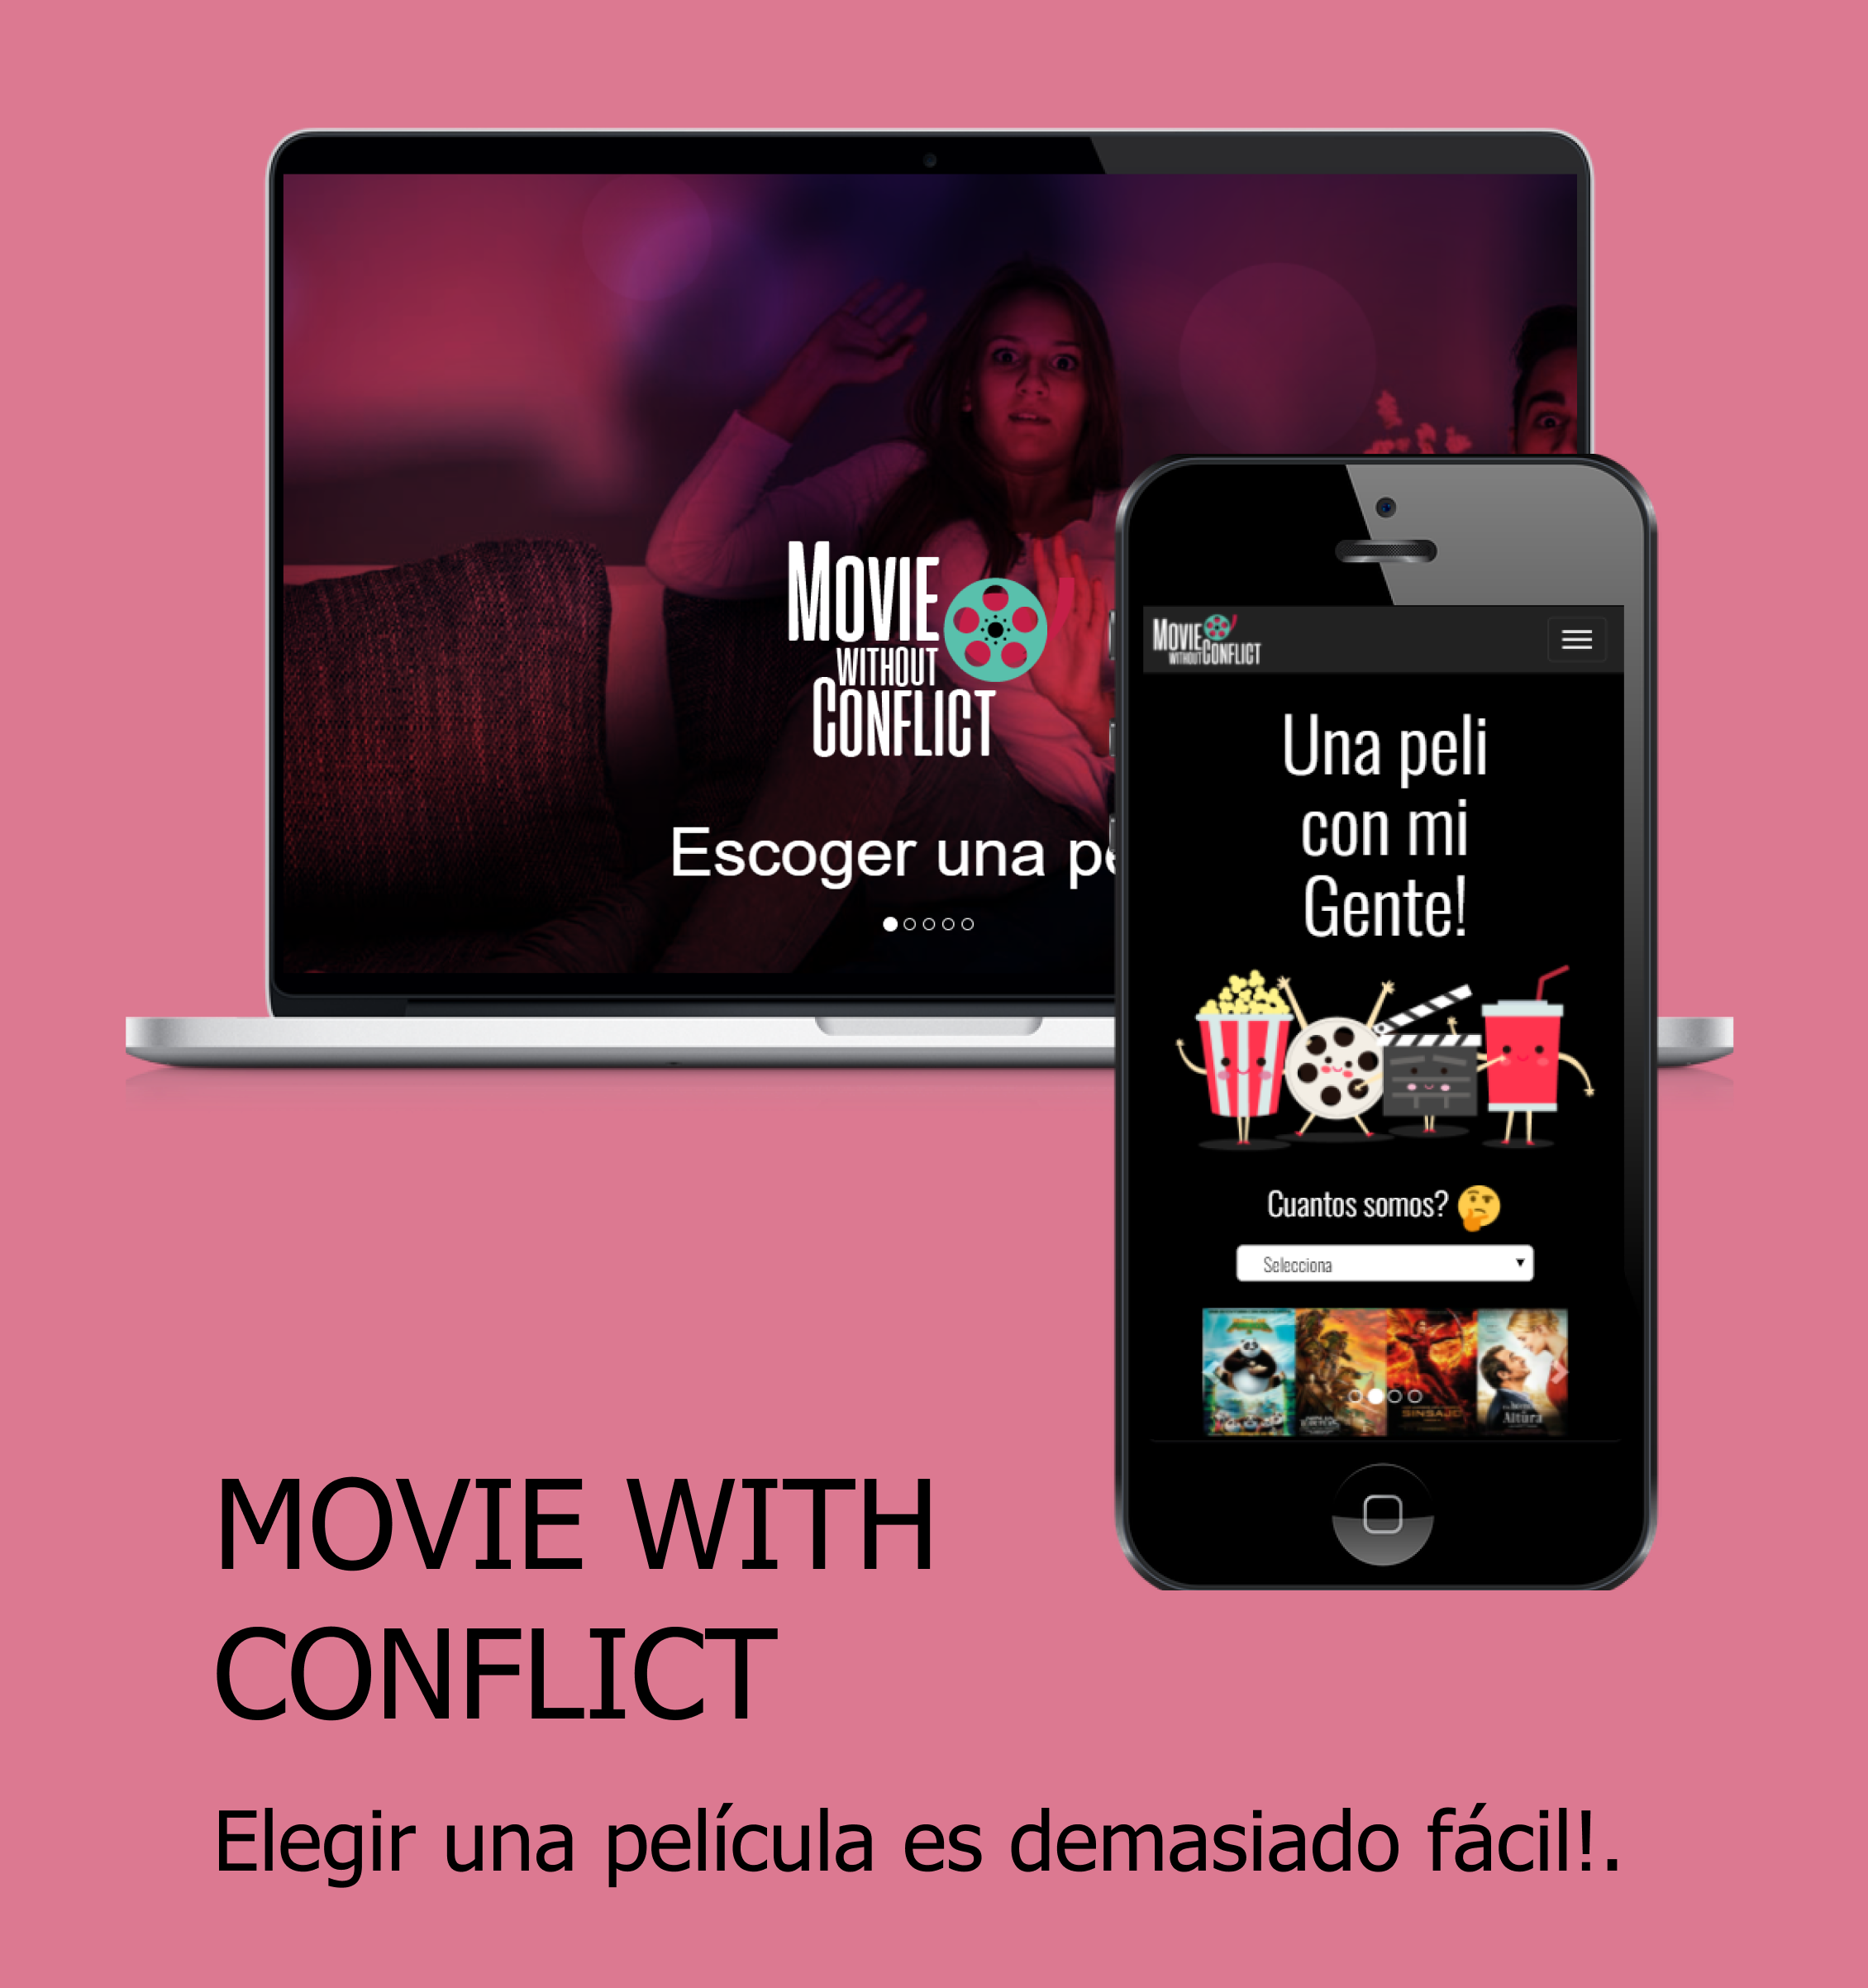 MOVIE
WITHOUT
CONFLICT
Escoger una pe
MOVIE
WITHOUT CONFLICT
Una peli
con mi
Gente!
Cuantos somos? 🤔
Selecciona
SINSAJO
Altura
MOVIE WITH
CONFLICT
Elegir una película es demasiado fácil!.